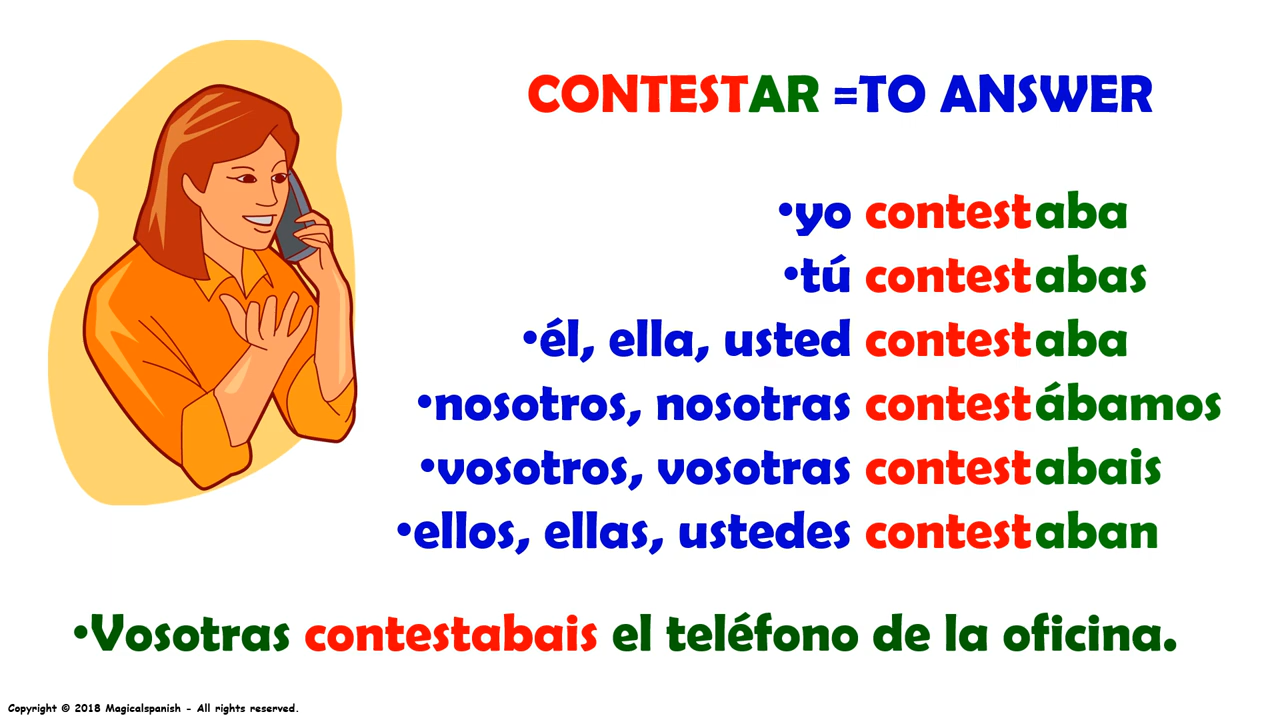 CONTESTAR =TO ANSWER
•yo contestaba
•tú contestabas
•él, ella, usted contestaba
•nosotros, nosotras contestábamos
•vosotros, vosotras contestabais
•ellos, ellas, ustedes contestaban
•Vosotras contestabais el teléfono de la oficina.
Copyright © 2018 Magicalspanish - All rights reserved.